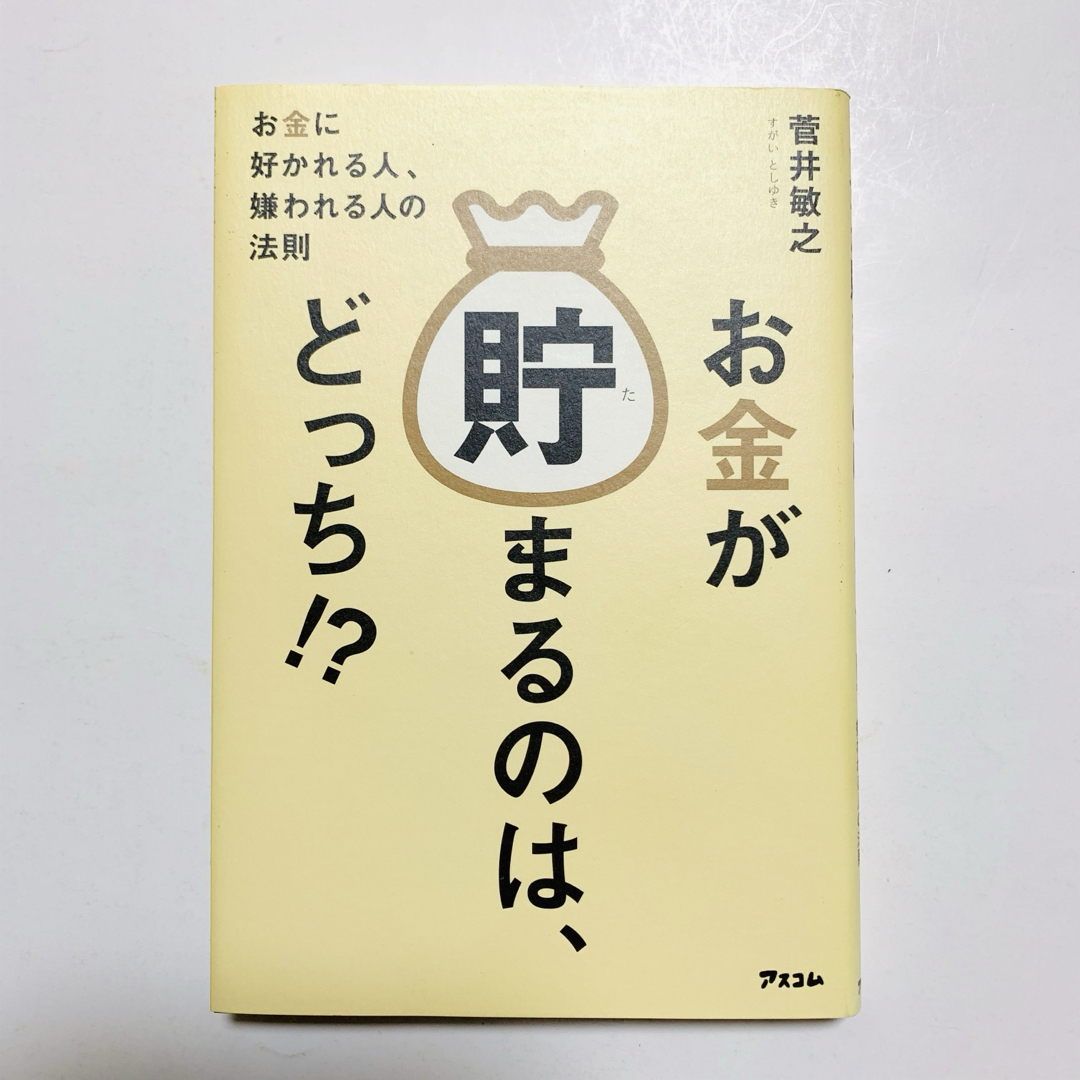 菅井敏之
すがい としゆき
お金が
貯まるのは、
た
どっち!?
お金に
好かれる人、
嫌われる人の
法則
アスコム